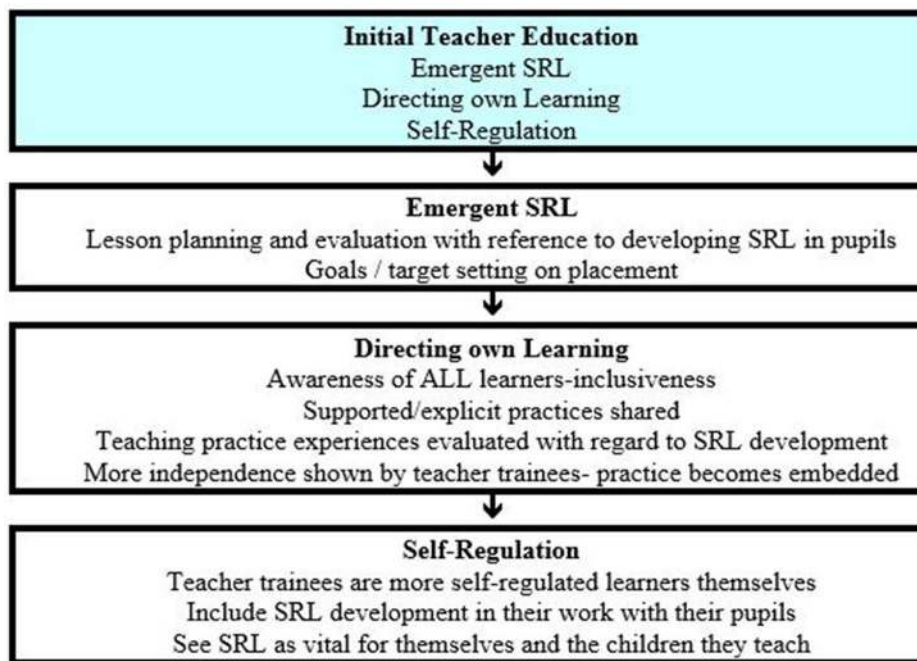 Initial Teacher Education
Emergent SRL
Directing own Learning
Self-Regulation
Emergent SRL
Lesson planning and evaluation with reference to developing SRL in pupils
Goals / target setting on placement
Directing own Learning
Awareness of ALL learners-inclusiveness
Supported/explicit practices shared
Teaching practice experiences evaluated with regard to SRL development
More independence shown by teacher trainees- practice becomes embedded
Self-Regulation
Teacher trainees are more self-regulated learners themselves
Include SRL development in their work with their pupils
See SRL as vital for themselves and the children they teach